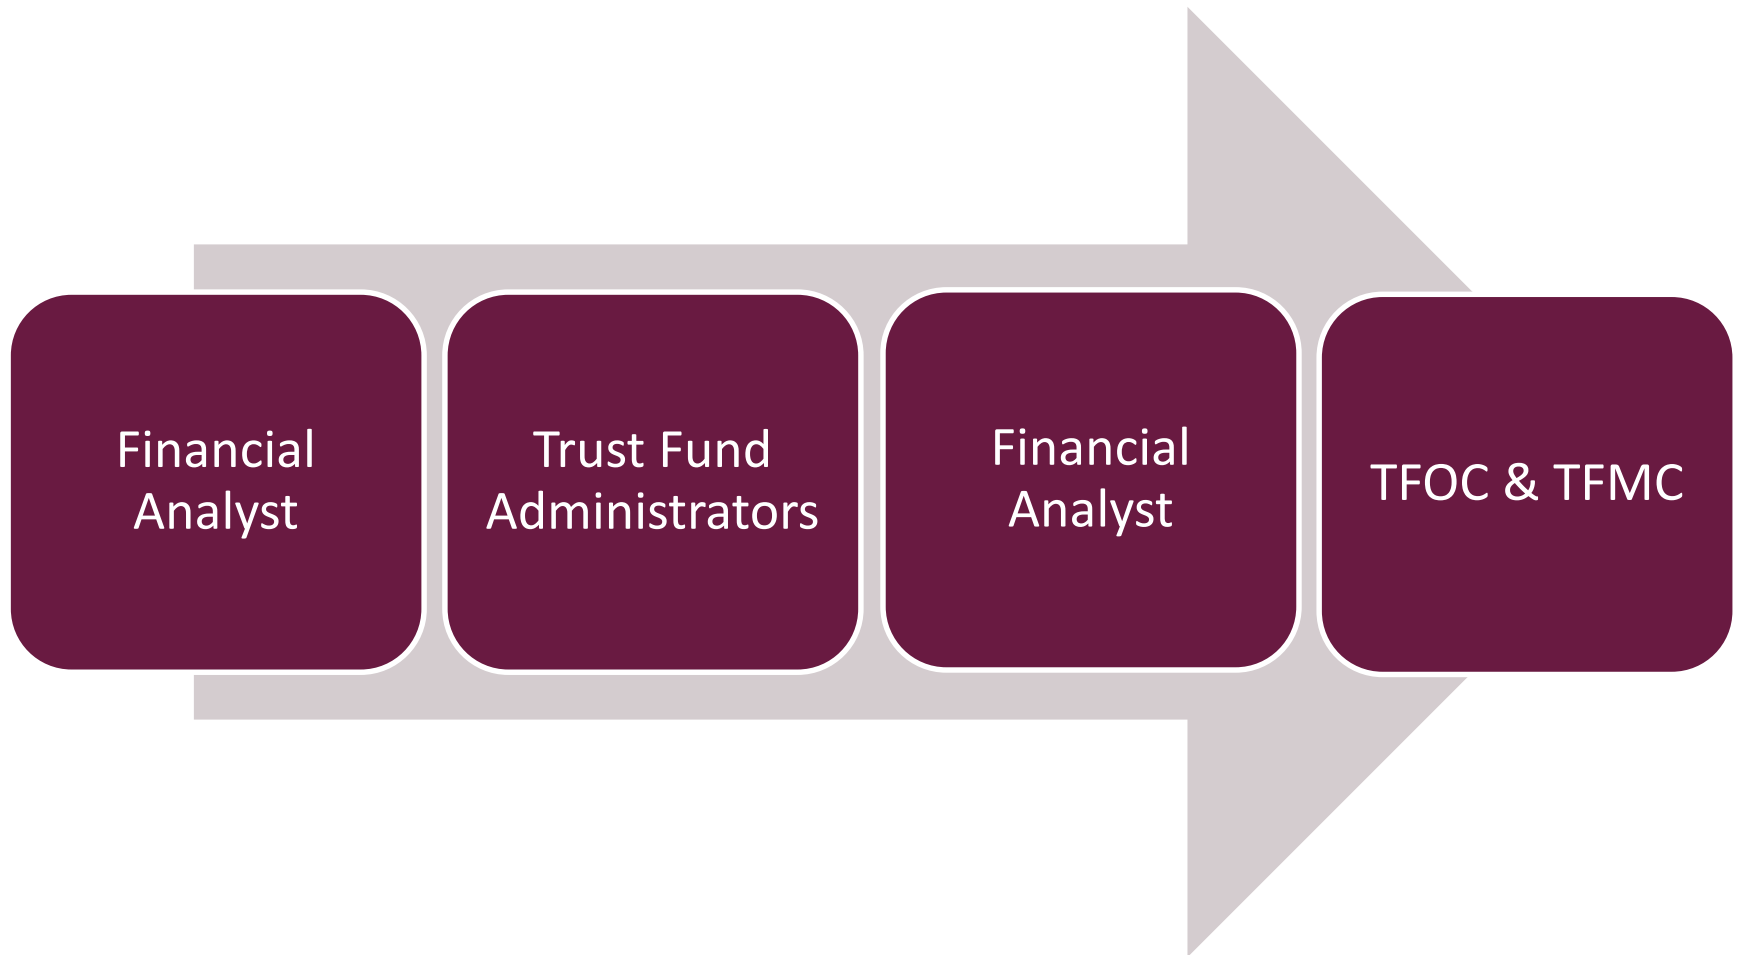 Financial
Analyst
Trust Fund
Administrators
Financial
Analyst
TFOC & TFMC